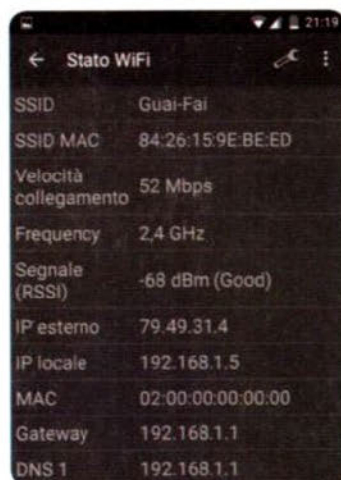 21:19
Stato WiFi
SSID Guai-Fai
SSID MAC 84:26:15:9E:BE:ED
Velocità
collegamento 52 Mbps
Frequency 2,4 GHz
Segnale
(RSSI) -68 dBm (Good)
IP esterno 79.49.31.4
IP locale 192.168.1.5
MAC 02:00:00:00:00:00
Gateway 192.168.1.1
DNS 1 192.168.1.1